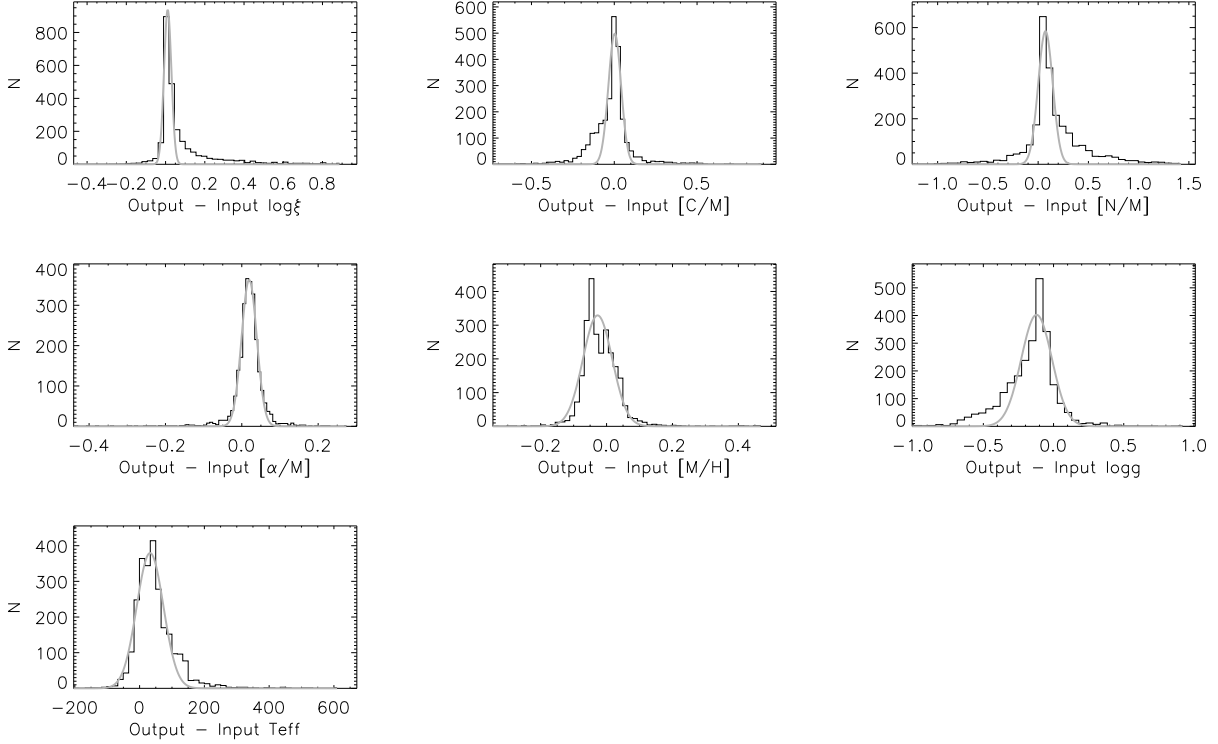 800
600
400
200
0
N
-0.4-0.2 0.0 0.2 0.4 0.6 0.8
Output - Input logξ
600
500
400
300
200
100
0
N
-0.5 0.0 0.5
Output - Input [C/M]
600
400
200
0
N
-1.0 -0.5 0.0 0.5 1.0 1.5
Output - Input [N/M]
400
300
200
100
0
N
-0.4 -0.2 0.0 0.2
Output - Input [α/M]
400
300
200
100
0
N
-0.2 0.0 0.2 0.4
Output - Input [M/H]
500
400
300
200
100
0
N
-1.0 -0.5 0.0 0.5 1.0
Output - Input logg
400
300
200
100
0
N
-200 0 200 400 600
Output - Input Teff